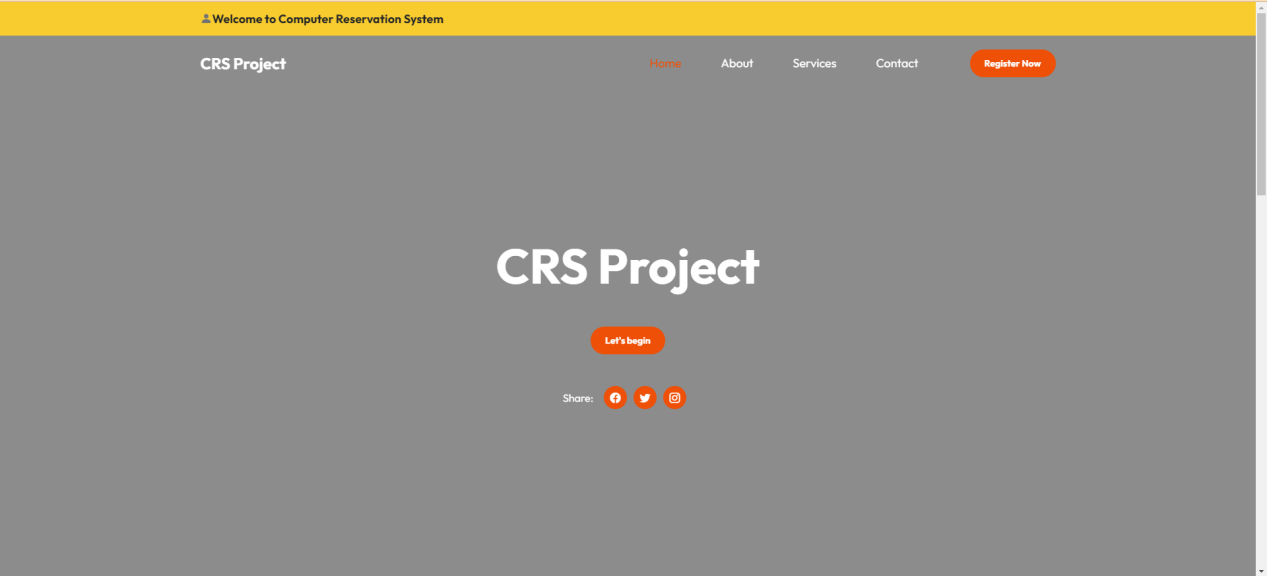 Welcome to Computer Reservation System
CRS Project
Home
About
Services
Contact
Register Now
CRS Project
Let's begin
Share: